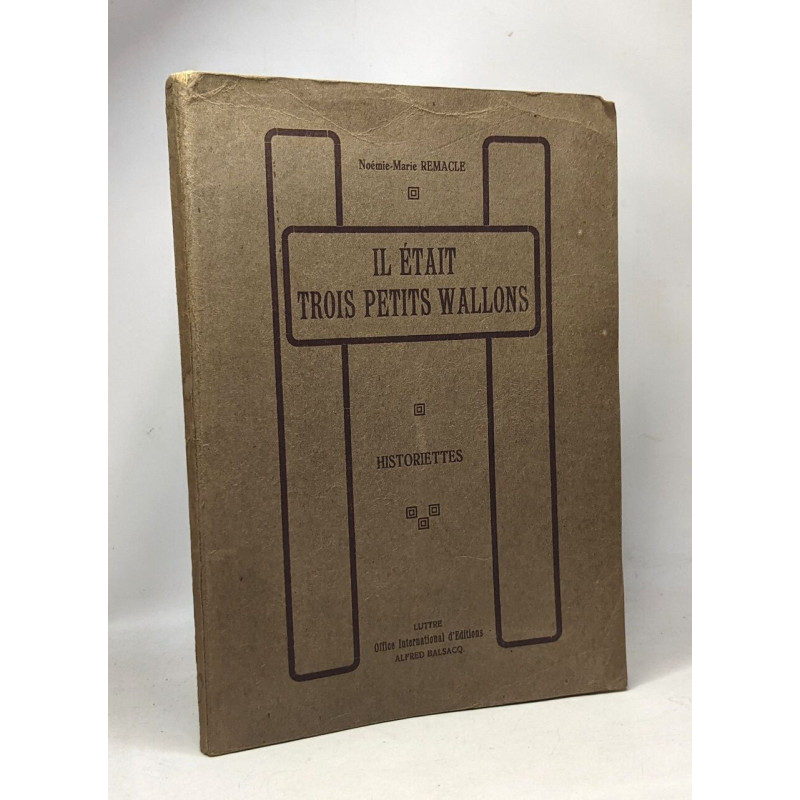 Noémie-Marie REMACLE
IL ÉTAIT
TROIS PETITS WALLONS
HISTORIETTES
LUTTRE
Office International d'Editions
ALFRED BALSACQ